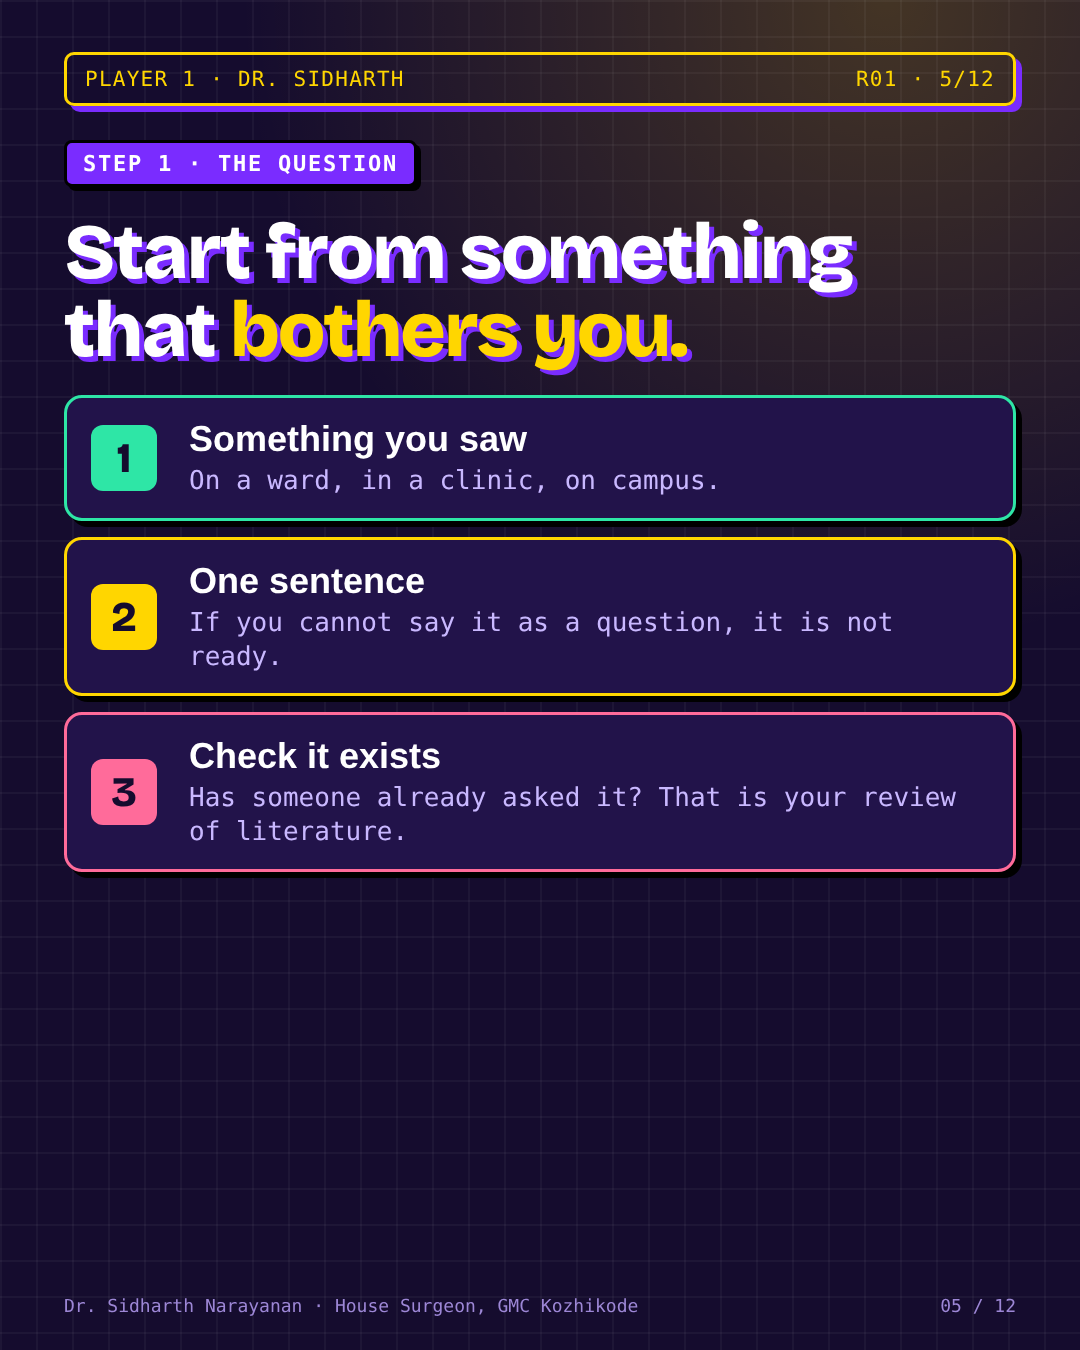 PLAYER 1 · DR. SIDHARTH
R01 · 5/12
STEP 1 · THE QUESTION
Start from something
that bothers you.
1
Something you saw
On a ward, in a clinic, on campus.
2
One sentence
If you cannot say it as a question, it is not
ready.
3
Check it exists
Has someone already asked it? That is your review
of literature.
Dr. Sidharth Narayanan · House Surgeon, GMC Kozhikode
05 / 12